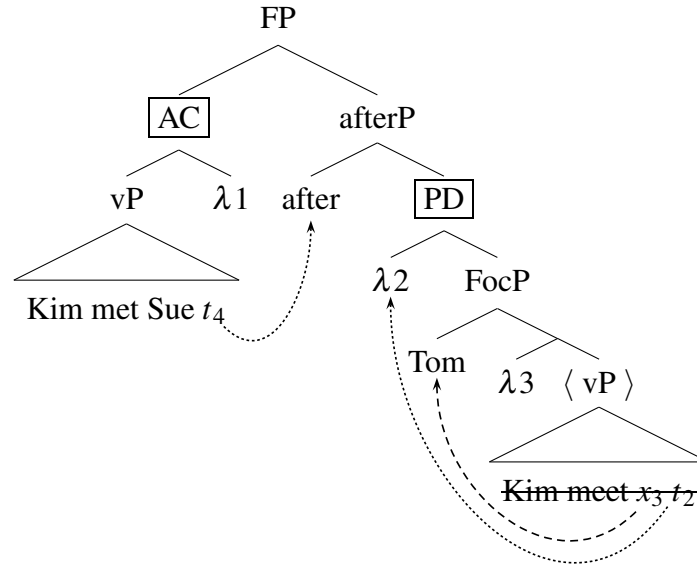 FP
AC afterP
vP λ1 after PD
Kim met Sue t₄ λ2 FocP
Tom λ3 ⟨ vP ⟩
Kim meet x₃ t₂